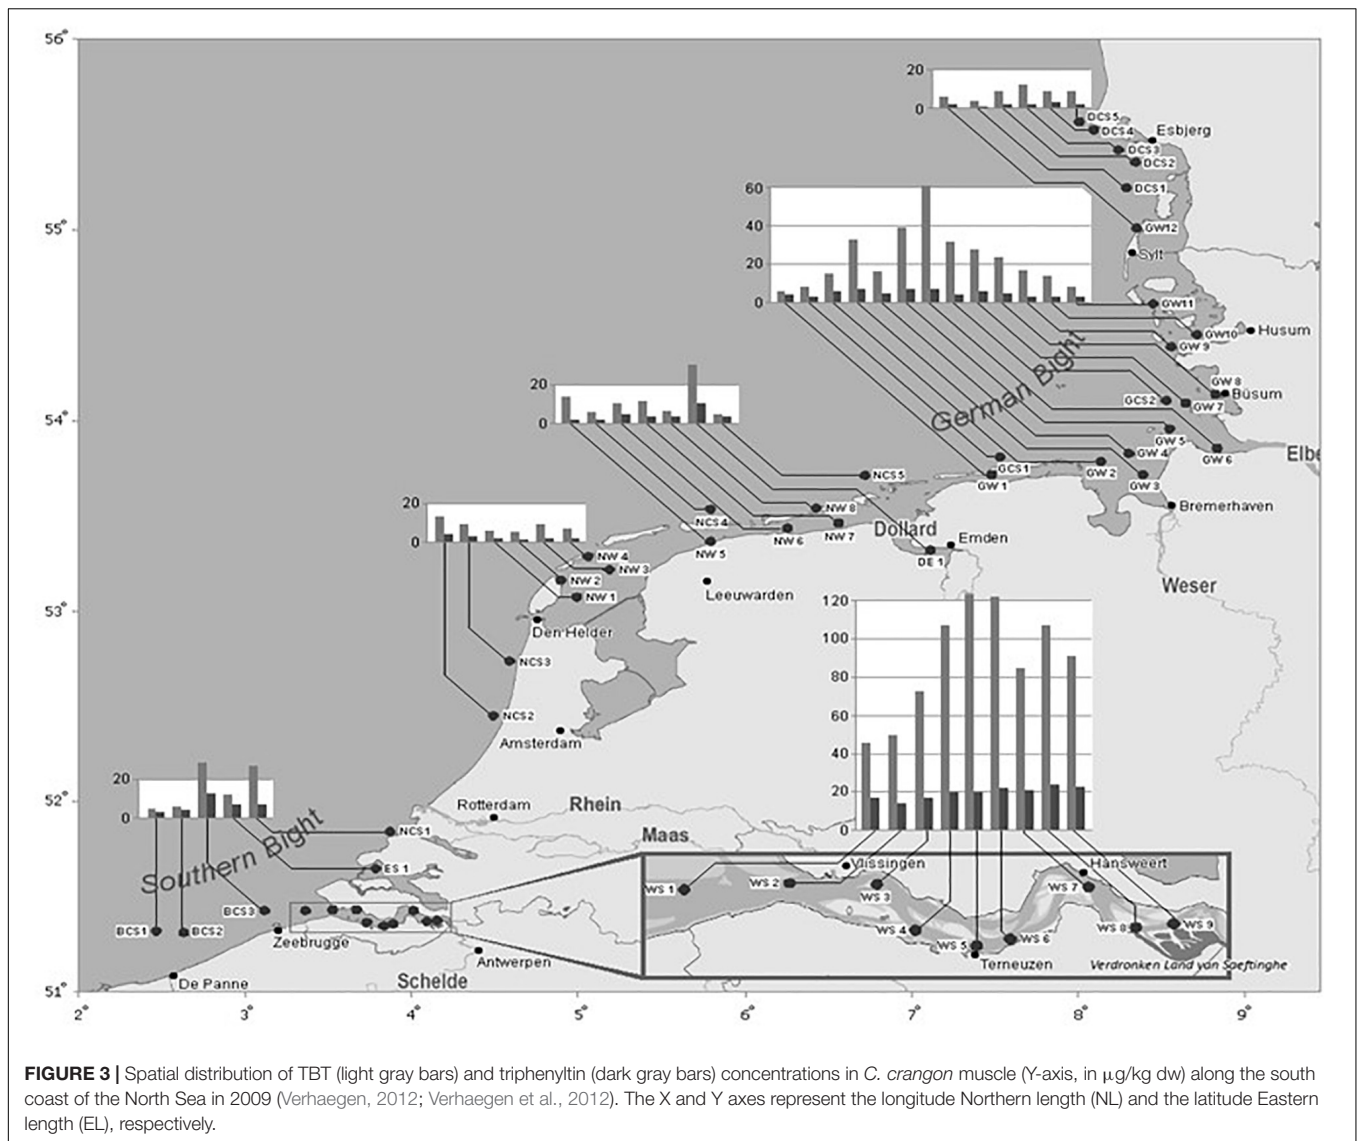 56°
20
0
DCS5
DCS4
Esbjerg
DCS3
DCS2
DCS1
60
40
20
0
55°
GW12
Sylt
GW11
GW10
Husum
GW 9
German Bight
20
0
54°
GW 8
Büsum
GCS2
GW 7
GW 5
GW 6
Elbe
GW 4
GCS1
GW 2
GW 1
GW 3
NCS5
Bremerhaven
20
0
NW 8
NCS4
NW 7
NW 6
Dollard
Emden
NW 5
DE 1
NW 4
NW 3
NW 2
NW 1
Leeuwarden
Weser
53°
Den Helder
120
100
80
60
40
20
0
NCS3
NCS2
Amsterdam
20
0
52°
Rotterdam
Rhein
Maas
NCS1
Southern Bight
ES 1
Vlissingen
Hansweert
WS 1
WS 2
WS 3
WS 7
BCS3
BCS1
BCS2
Zeebrugge
WS 4
WS 5
WS 6
WS 8
WS 9
Antwerpen
Terneuzen
Verdronken Land van Saeftinghe
De Panne
Schelde
51°
2° 3° 4° 5° 6° 7° 8° 9°
FIGURE 3 | Spatial distribution of TBT (light gray bars) and triphenyltin (dark gray bars) concentrations in C. crangon muscle (Y-axis, in μg/kg dw) along the south
coast of the North Sea in 2009 (Verhaegen, 2012; Verhaegen et al., 2012). The X and Y axes represent the longitude Northern length (NL) and the latitude Eastern
length (EL), respectively.